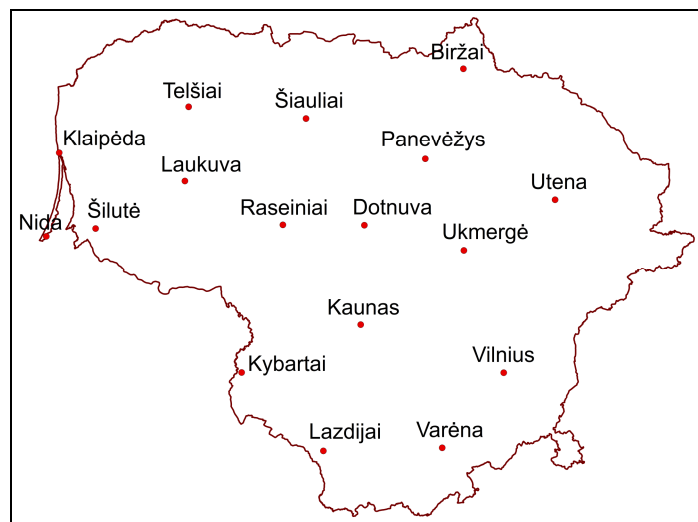 Biržai
Telšiai
Šiauliai
Klaipėda
Panevėžys
Laukuva
Utena
Nida
Šilutė
Raseiniai
Dotnuva
Ukmergė
Kaunas
Kybartai
Vilnius
Lazdijai
Varėna